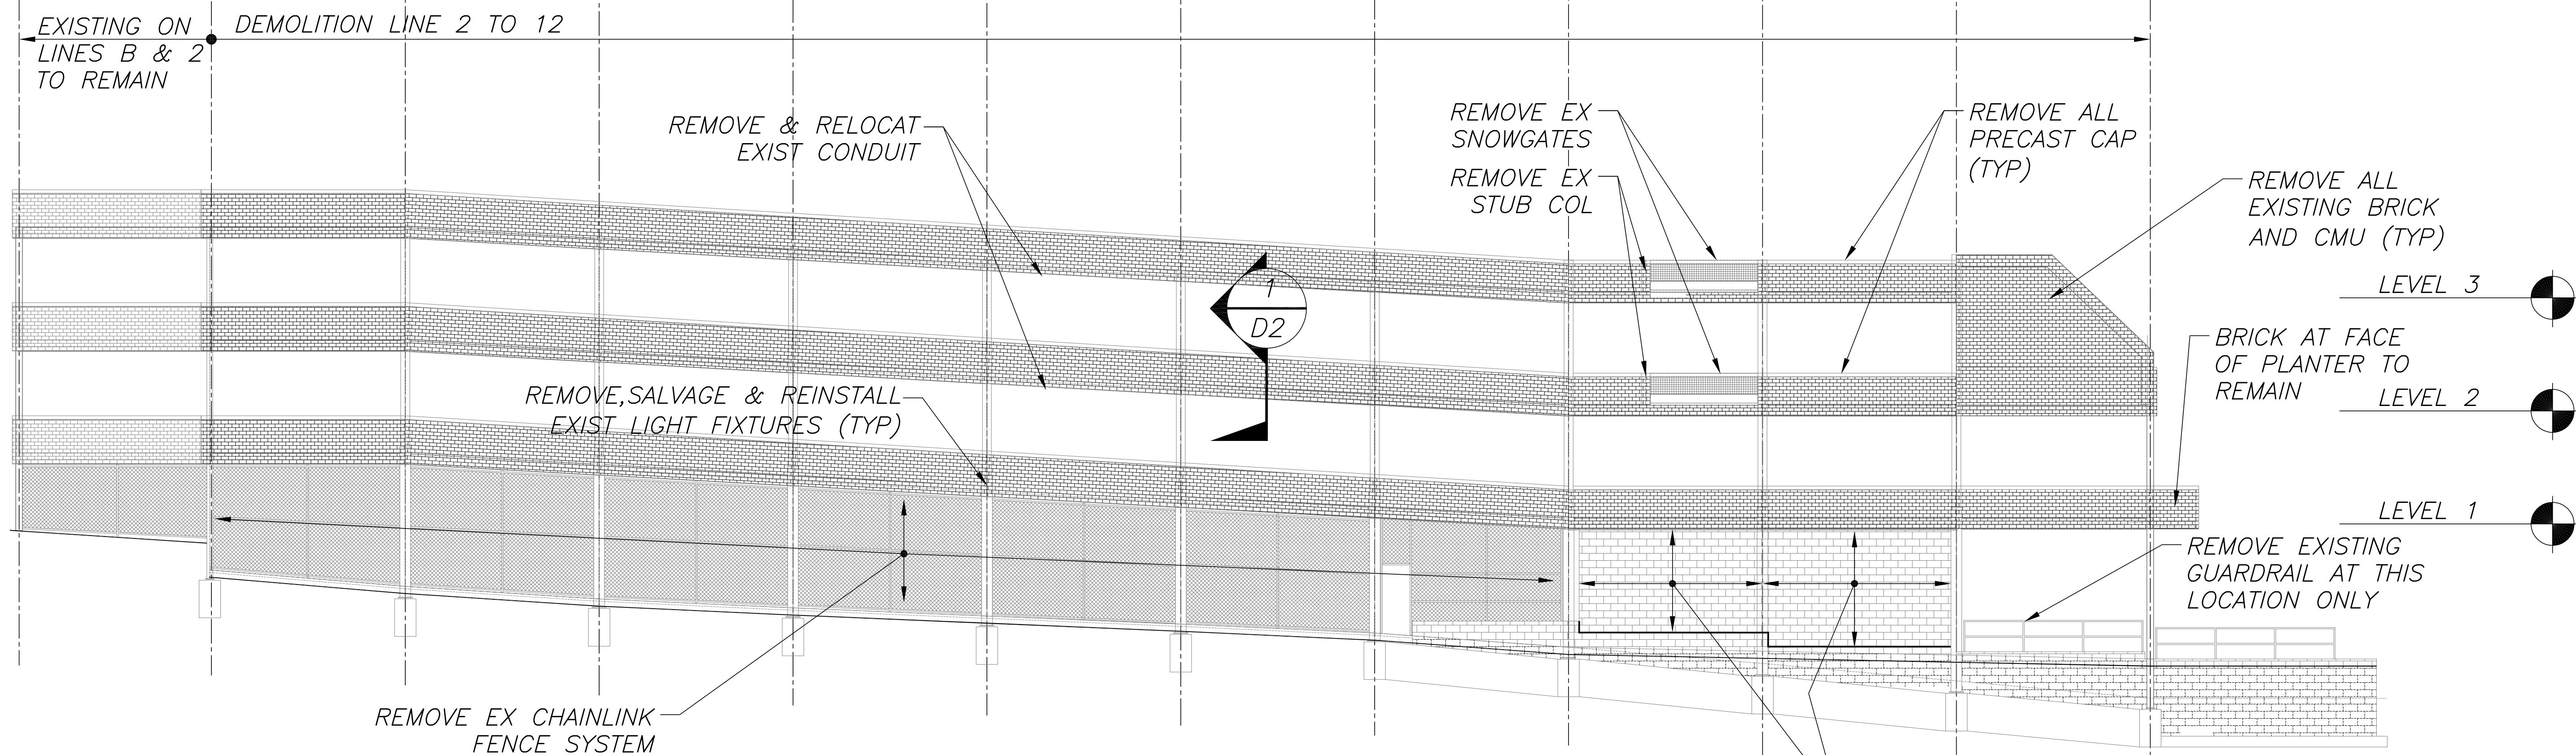 EXISTING ON
LINES B & 2
TO REMAIN
DEMOLITION LINE 2 TO 12
REMOVE & RELOCAT
EXIST CONDUIT
REMOVE EX
SNOWGATES
REMOVE EX
STUB COL
REMOVE ALL
PRECAST CAP
(TYP)
REMOVE ALL
EXISTING BRICK
AND CMU (TYP)
LEVEL 3
1
D2
BRICK AT FACE
OF PLANTER TO
REMAIN
LEVEL 2
REMOVE,SALVAGE & REINSTALL
EXIST LIGHT FIXTURES (TYP)
LEVEL 1
REMOVE EXISTING
GUARDRAIL AT THIS
LOCATION ONLY
REMOVE EX CHAINLINK
FENCE SYSTEM